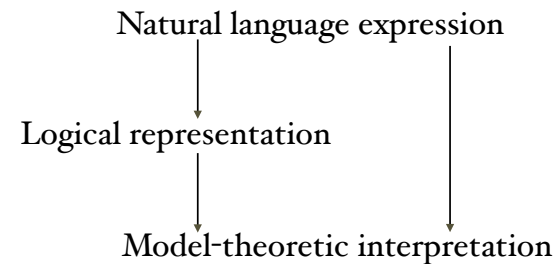 Natural language expression
Logical representation
Model-theoretic interpretation